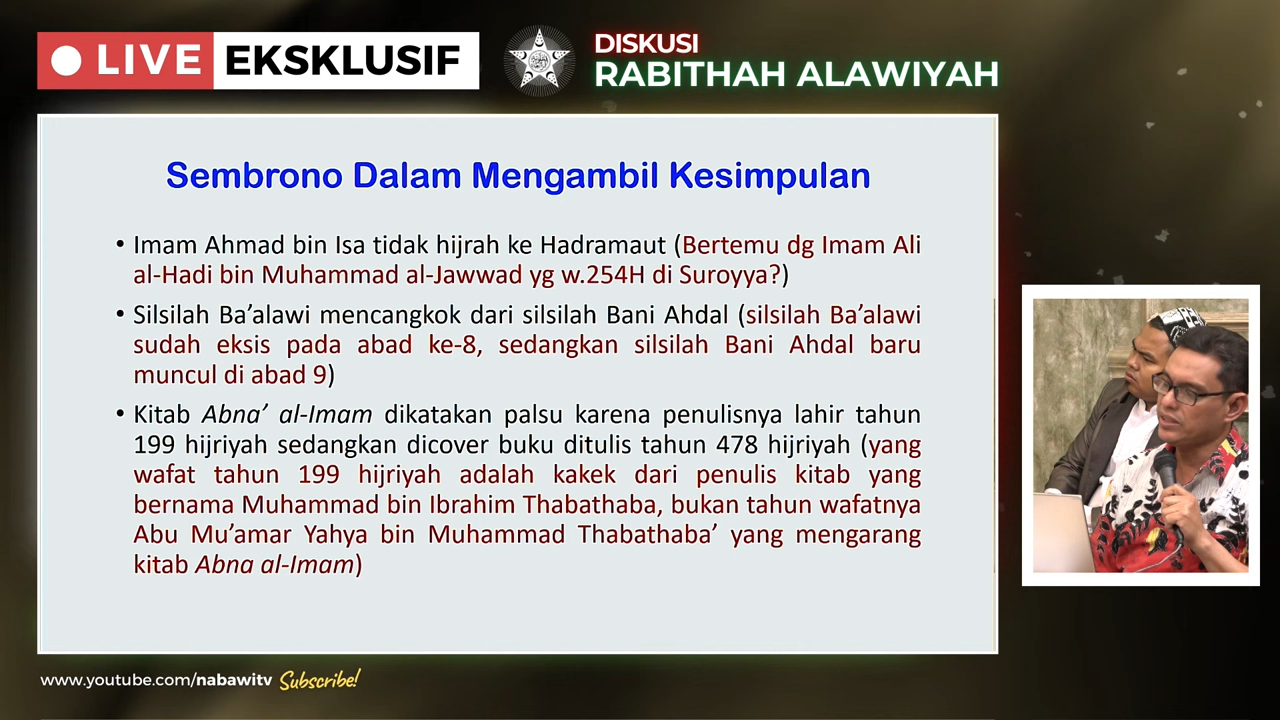 LIVE EKSKLUSIF
DISKUSI
RABITHAH ALAWIYAH
Sembrono Dalam Mengambil Kesimpulan
• Imam Ahmad bin Isa tidak hijrah ke Hadramaut (Bertemu dg Imam Ali
al-Hadi bin Muhammad al-Jawwad yg w.254H di Suroyya?)
• Silsilah Ba’alawi mencangkok dari silsilah Bani Ahdal (silsilah Ba’alawi
sudah eksis pada abad ke-8, sedangkan silsilah Bani Ahdal baru
muncul di abad 9)
• Kitab Abna’ al-Imam dikatakan palsu karena penulisnya lahir tahun
199 hijriyah sedangkan dicover buku ditulis tahun 478 hijriyah (yang
wafat tahun 199 hijriyah adalah kakek dari penulis kitab yang
bernama Muhammad bin Ibrahim Thabathaba, bukan tahun wafatnya
Abu Mu’amar Yahya bin Muhammad Thabathaba’ yang mengarang
kitab Abna al-Imam)
www.youtube.com/nabawitv Subscribe!